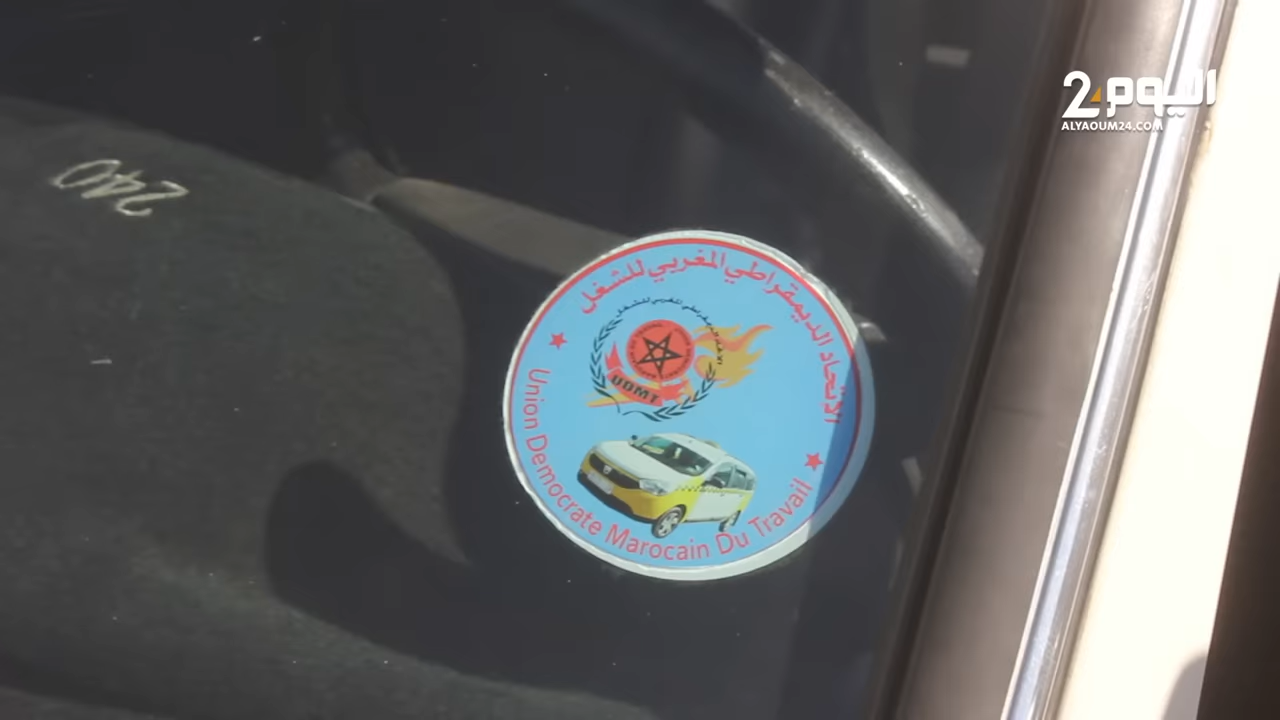 اليوم 24
ALYAOUM24.COM
240
الاتحاد الديمقراطي المغربي للشغل
UDMT
Union Democrate Marocain Du Travail